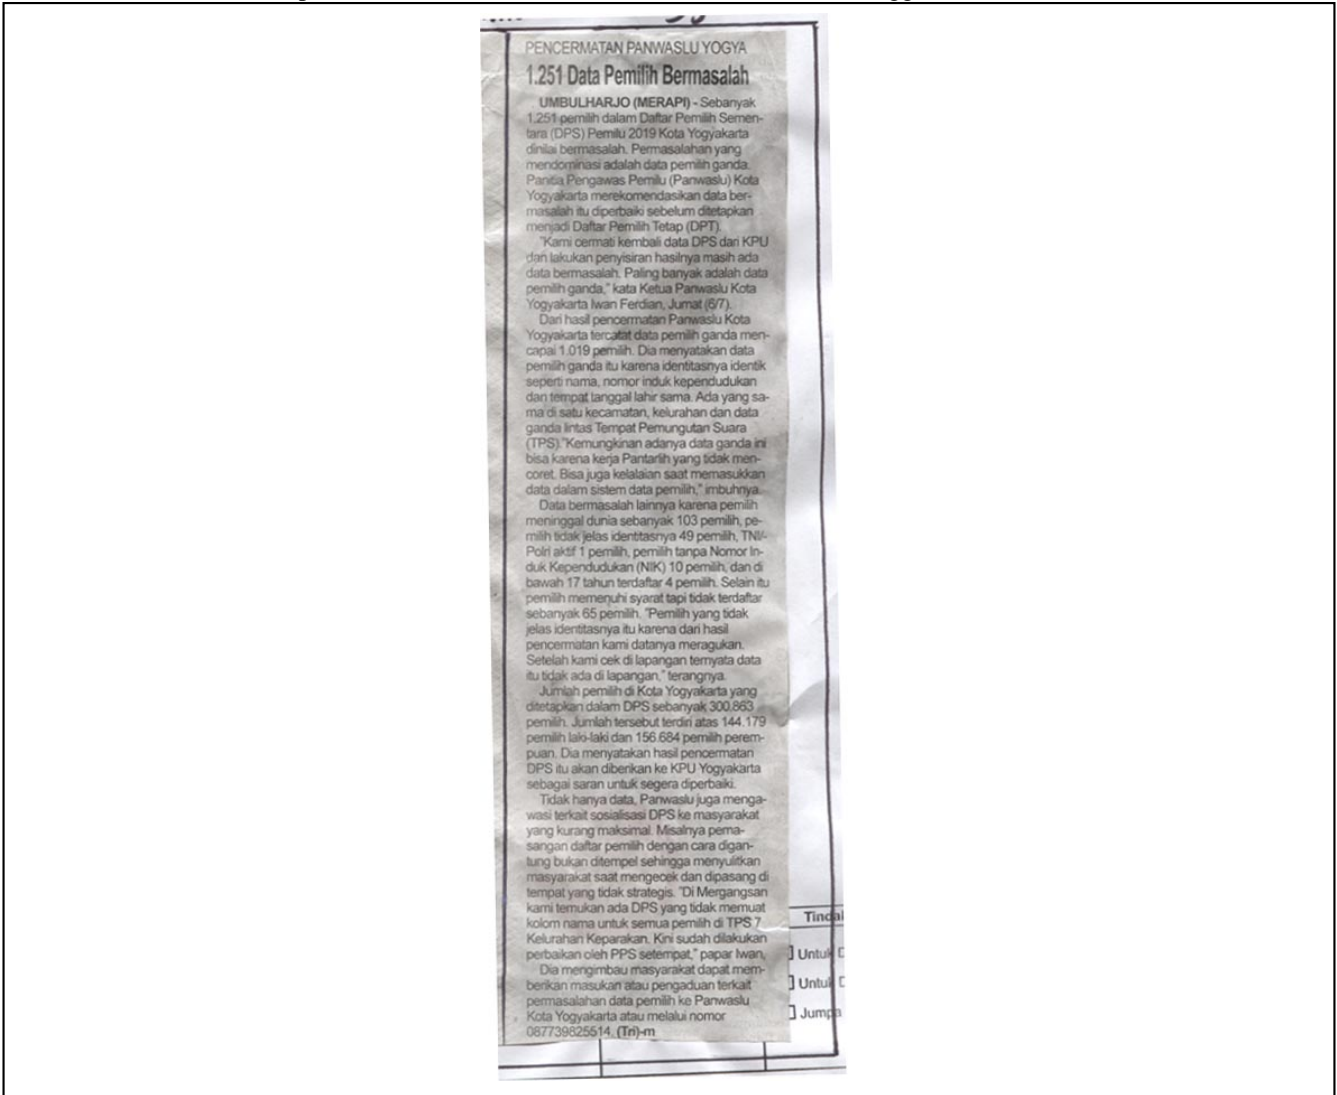 PENCERMATAN PANWASLU YOGYA
1.251 Data Pemilih Bermasalah
UMBULHARJO (MERAPI) - Sebanyak
1.251 pemilih dalam Daftar Pemilih Semen-
tara (DPS) Pemilu 2019 Kota Yogyakarta
dinilai bermasalah. Permasalahan yang
mendominasi adalah data pemilih ganda.
Panitia Pengawas Pemilu (Panwaslu) Kota
Yogyakarta merekomendasikan data ber-
masalah itu diperbaiki sebelum ditetapkan
menjadi Daftar Pemilih Tetap (DPT).
"Kami cermati kembali data DPS dari KPU
dan lakukan penyisiran hasilnya masih ada
data bermasalah. Paling banyak adalah data
pemilih ganda," kata Ketua Panwaslu Kota
Yogyakarta Iwan Ferdian, Jumat (6/7).
Dari hasil pencermatan Panwaslu Kota
Yogyakarta tercatat data pemilih ganda men-
capai 1.019 pemilih. Dia menyatakan data
pemilih ganda itu karena identitasnya identik
seperti nama, nomor induk kependudukan
dan tempat tanggal lahir sama. Ada yang sa-
ma di satu kecamatan, kelurahan dan data
ganda lintas Tempat Pemungutan Suara
(TPS)."Kemungkinan adanya data ganda ini
bisa karena kerja Pantarlih yang tidak men-
coret. Bisa juga kelalaian saat memasukkan
data dalam sistem data pemilih," imbuhnya.
Data bermasalah lainnya karena pemilih
meninggal dunia sebanyak 103 pemilih, pe-
milih tidak jelas identitasnya 49 pemilih, TNI/-
Polri aktif 1 pemilih, pemilih tanpa Nomor In-
duk Kependudukan (NIK) 10 pemilih, dan di
bawah 17 tahun terdaftar 4 pemilih. Selain itu
pemilih memenuhi syarat tapi tidak terdaftar
sebanyak 65 pemilih. "Pemilih yang tidak
jelas identitasnya itu karena dari hasil
pencermatan kami datanya meragukan.
Setelah kami cek di lapangan ternyata data
itu tidak ada di lapangan," terangnya.
Jumlah pemilih di Kota Yogyakarta yang
ditetapkan dalam DPS sebanyak 300.863
pemilih. Jumlah tersebut terdiri atas 144.179
pemilih laki-laki dan 156.684 pemilih perem-
puan. Dia menyatakan hasil pencermatan
DPS itu akan diberikan ke KPU Yogyakarta
sebagai saran untuk segera diperbaiki.
Tidak hanya data, Panwaslu juga menga-
wasi terkait sosialisasi DPS ke masyarakat
yang kurang maksimal. Misalnya pema-
sangan daftar pemilih dengan cara digan-
tung bukan ditempel sehingga menyulitkan
masyarakat saat mengecek dan dipasang di
tempat yang tidak strategis. "Di Mergangsan
kami temukan ada DPS yang tidak memuat
kolom nama untuk semua pemilih di TPS 7
Kelurahan Keparakan. Kini sudah dilakukan
perbaikan oleh PPS setempat," papar Iwan,
Dia mengimbau masyarakat dapat mem-
berikan masukan atau pengaduan terkait
permasalahan data pemilih ke Panwaslu
Kota Yogyakarta atau melalui nomor
087739825514. (Tri)-m
Untuk D
Untuk D